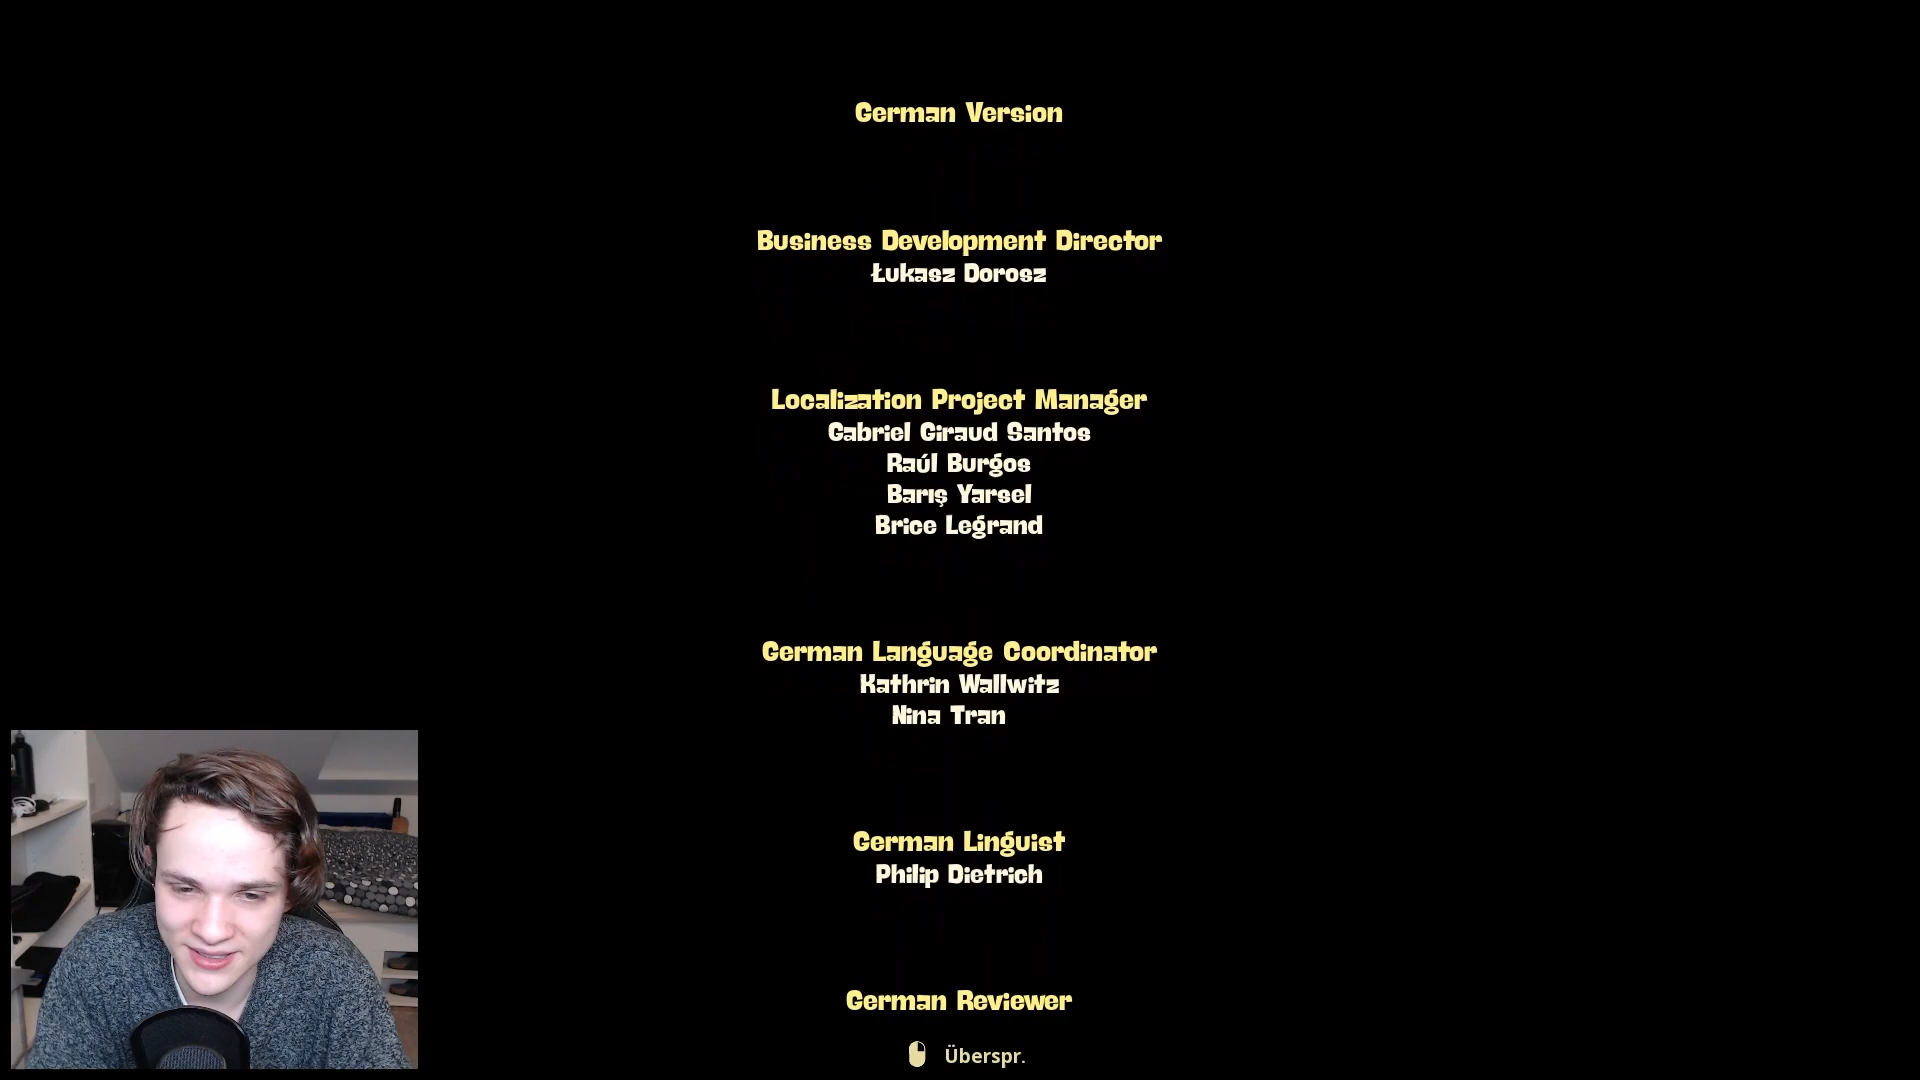 German Version
Business Development Director
Łukasz Dorosz
Localization Project Manager
Gabriel Giraud Santos
Raúl Burgos
Barış Yarsel
Brice Legrand
German Language Coordinator
Kathrin Wallwitz
Nina Tran
German Linguist
Philip Dietrich
German Reviewer
Überspr.